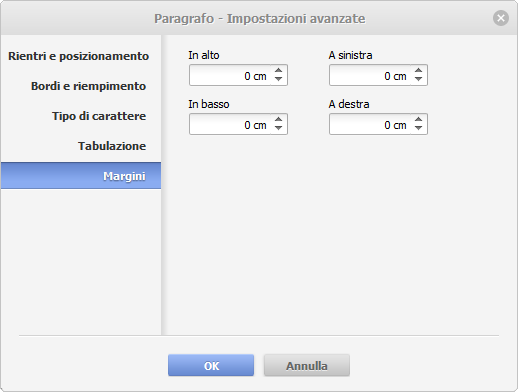 Paragrafo - Impostazioni avanzate
Rientri e posizionamento
Bordi e riempimento
Tipo di carattere
Tabulazione
Margini
In alto
A sinistra
0 cm
0 cm
In basso
A destra
0 cm
0 cm
OK
Annulla